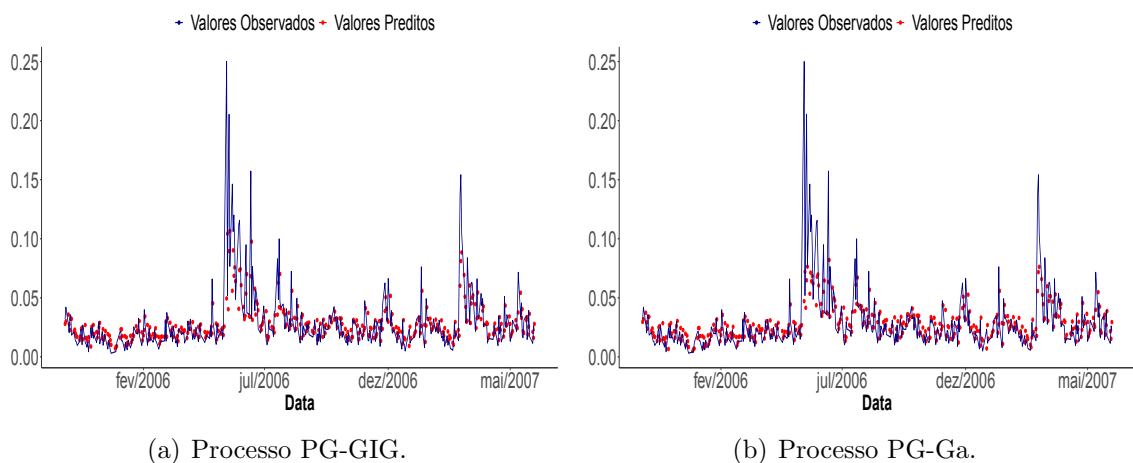 Valores Observados Valores Preditos
0.25
0.20
0.15
0.10
0.05
0.00
fev/2006 jul/2006 dez/2006 mai/2007
Data
(a) Processo PG-GIG.
Valores Observados Valores Preditos
0.25
0.20
0.15
0.10
0.05
0.00
fev/2006 jul/2006 dez/2006 mai/2007
Data
(b) Processo PG-Ga.